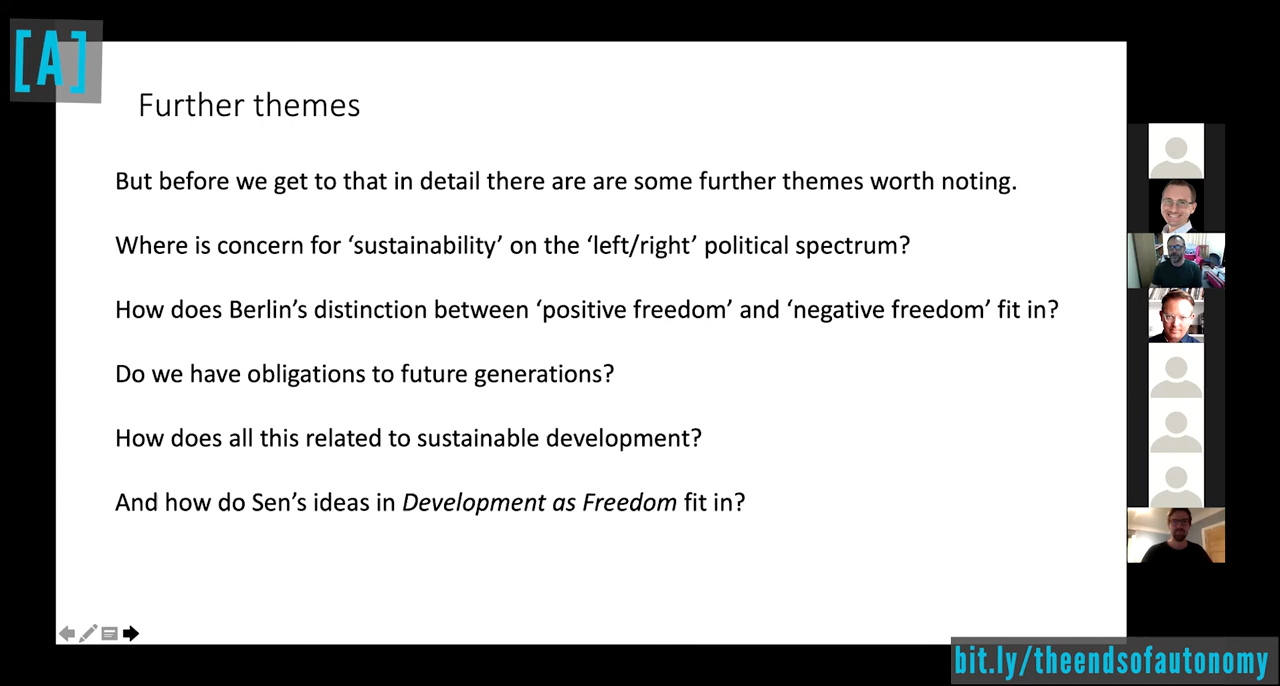 [A]
Further themes
But before we get to that in detail there are are some further themes worth noting.
Where is concern for ‘sustainability’ on the ‘left/right’ political spectrum?
How does Berlin’s distinction between ‘positive freedom’ and ‘negative freedom’ fit in?
Do we have obligations to future generations?
How does all this related to sustainable development?
And how do Sen’s ideas in Development as Freedom fit in?
bit.ly/theendsofautonomy